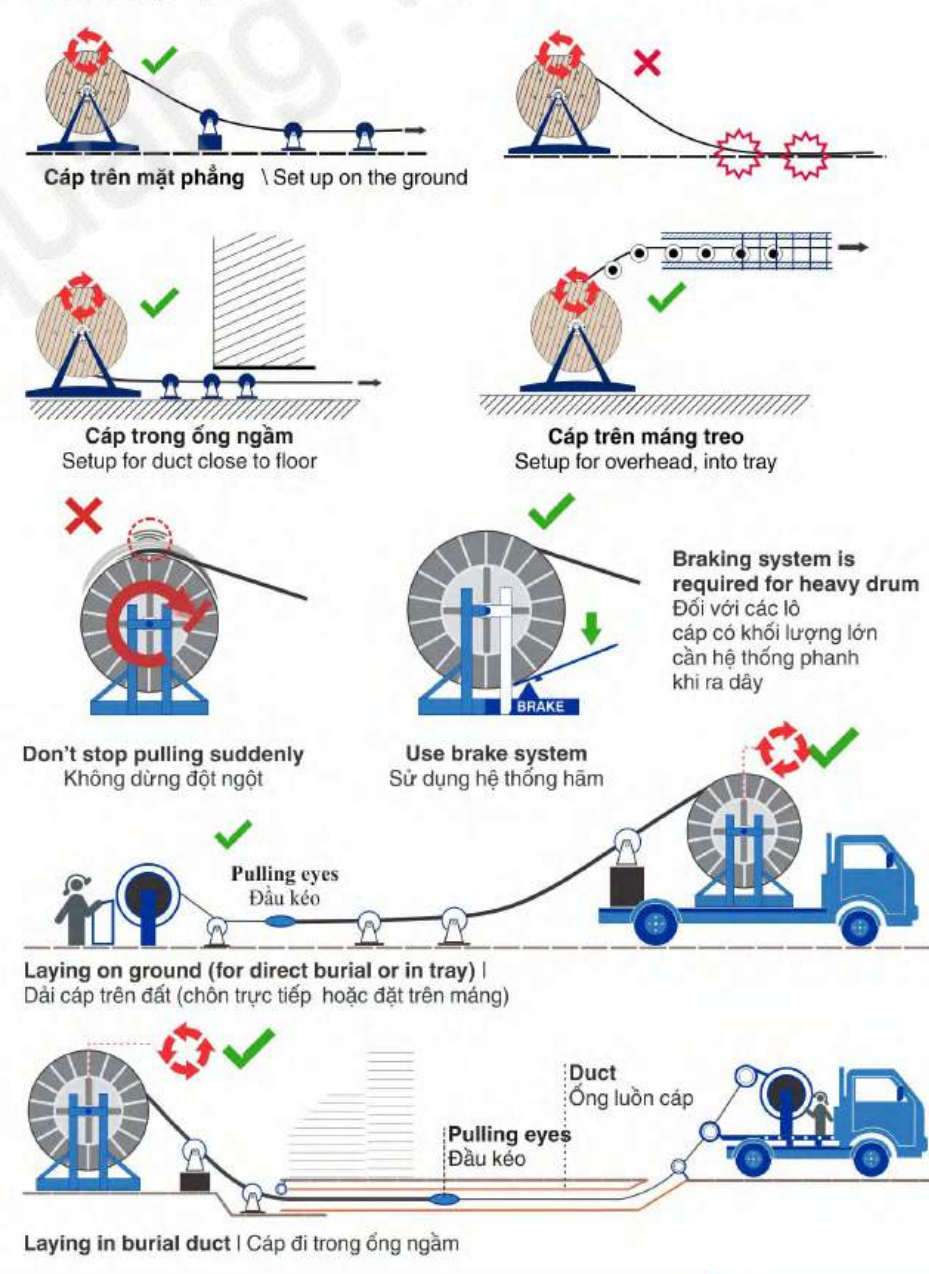 Cáp trên mặt phẳng \ Set up on the ground
Cáp trong ống ngầm
Setup for duct close to floor
Cáp trên máng treo
Setup for overhead, into tray
Braking system is
required for heavy drum
Đối với các lô
cáp có khối lượng lớn
cần hệ thống phanh
khi ra dây
BRAKE
Don't stop pulling suddenly
Không dừng đột ngột
Use brake system
Sử dụng hệ thống hãm
Pulling eyes
Đầu kéo
Laying on ground (for direct burial or in tray) |
Dải cáp trên đất (chôn trực tiếp hoặc đặt trên máng)
Duct
Ống luồn cáp
Pulling eyes
Đầu kéo
Laying in burial duct | Cáp đi trong ống ngầm